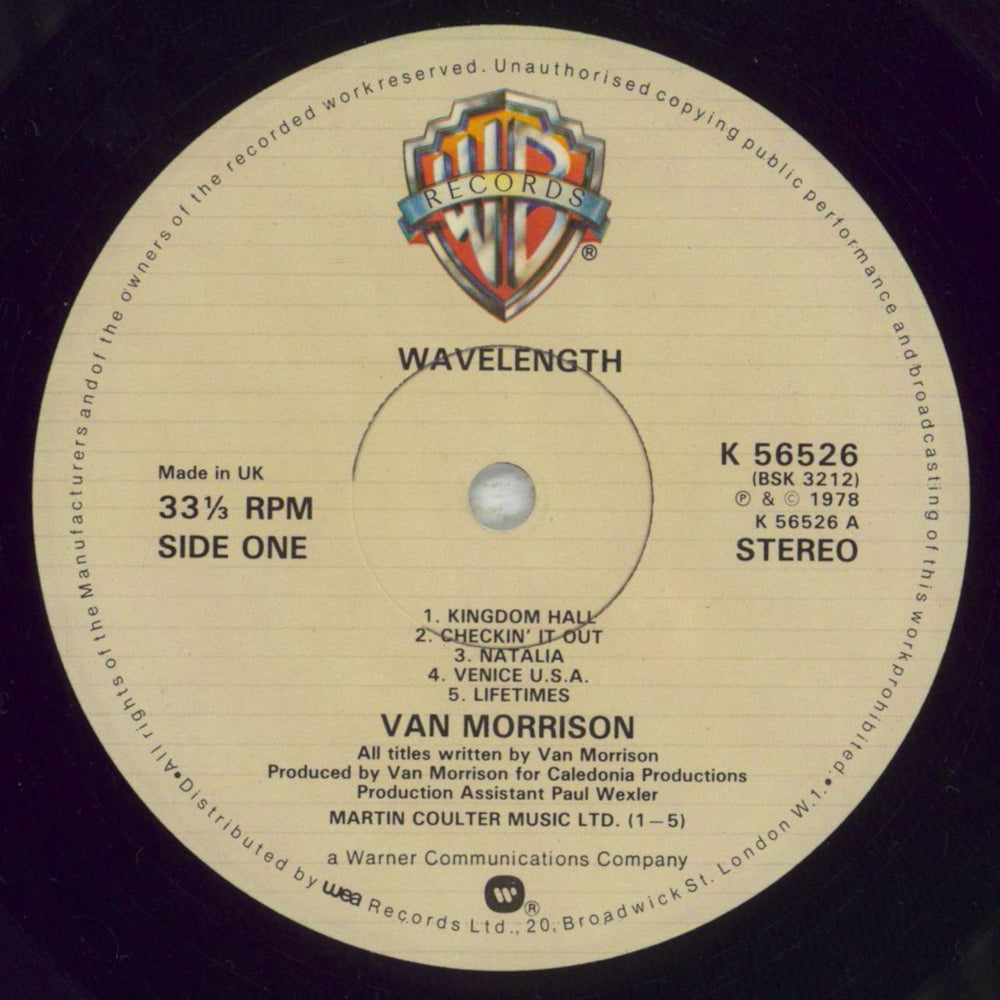 •All rights of the Manufacturers and of the owners of the recorded work reserved. Unauthorised copying public performance and broadcasting of this work prohibited.•
WB
RECORDS
®
WAVELENGTH
Made in UK
33⅓ RPM
SIDE ONE
K 56526
(BSK 3212)
℗ & © 1978
K 56526 A
STEREO
1. KINGDOM HALL
2. CHECKIN' IT OUT
3. NATALIA
4. VENICE U.S.A.
5. LIFETIMES
VAN MORRISON
All titles written by Van Morrison
Produced by Van Morrison for Caledonia Productions
Production Assistant Paul Wexler
MARTIN COULTER MUSIC LTD. (1–5)
a Warner Communications Company
W ®
Distributed by wea Records Ltd., 20, Broadwick St. London W.1.